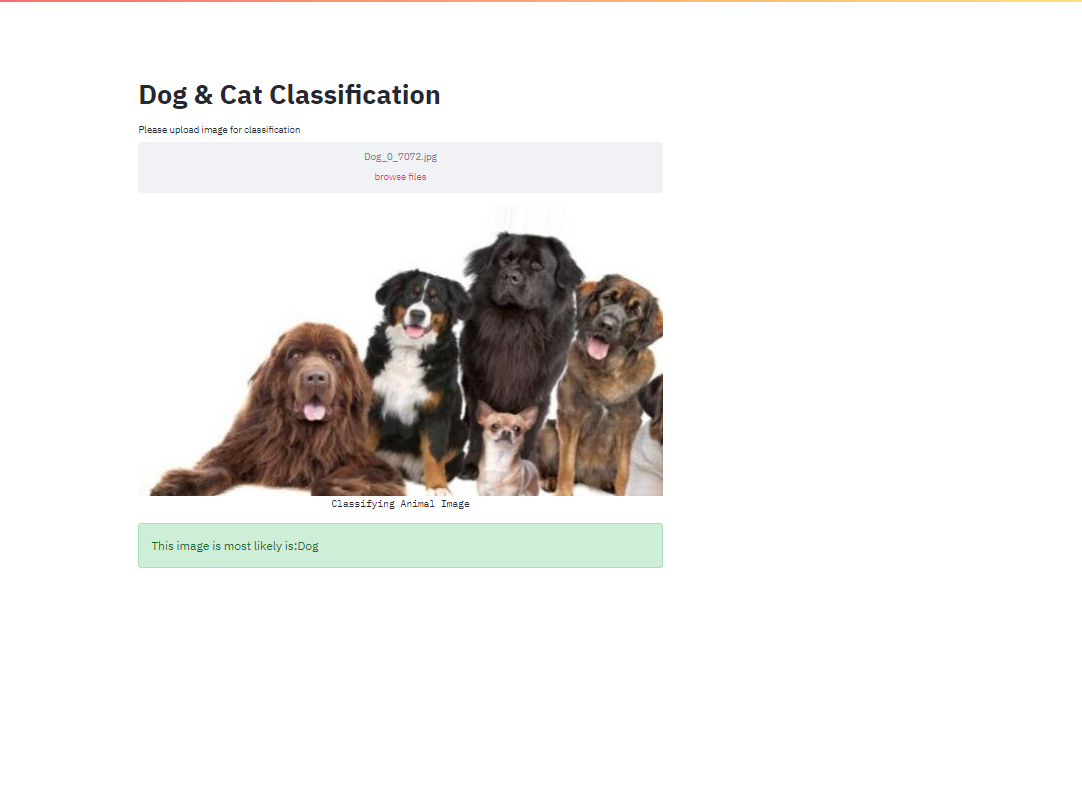 Dog & Cat Classification
Please upload image for classification
Dog_0_7072.jpg
browse files
Classifying Animal Image
This image is most likely is:Dog